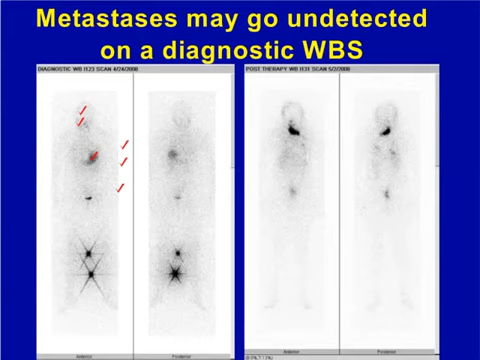 Metastases may go undetected
on a diagnostic WBS
DIAGNOSTIC WB I123 SCAN 4/24/2008
POST THERAPY WB I131 SCAN 5/2/2008
Anterior
Posterior
Anterior
Posterior